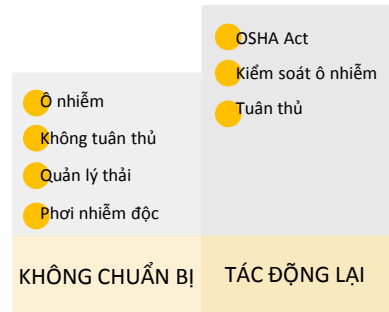 Ô nhiễm
Không tuân thủ
Quản lý thải
Phơi nhiễm độc
KHÔNG CHUẨN BỊ
OSHA Act
Kiểm soát ô nhiễm
Tuân thủ
TÁC ĐỘNG LẠI